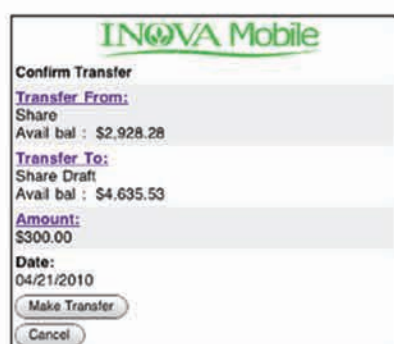 INOVA Mobile
Confirm Transfer
Transfer From:
Share
Avail bal : $2,928.28
Transfer To:
Share Draft
Avail bal : $4,635.53
Amount:
$300.00
Date:
04/21/2010
Make Transfer
Cancel